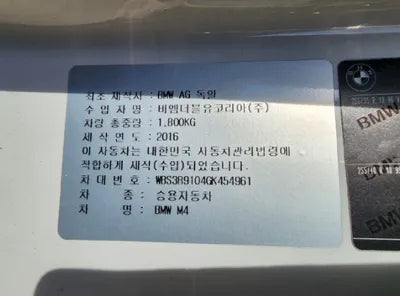 최초 제작사 : BMW AG 독일
수 입 자 명 : 비엠더블유코리아(주)
차량 총중량 : 1,800KG
제 작 연 도 : 2016
이 자동차는 대한민국 자동차관리법령에
적합하게 제작(수입)되었습니다.
차 대 번 호 : WBS3R9104GK454961
차 종 : 승용자동차
차 명 : BMW M4
BMW
BMW
BMW